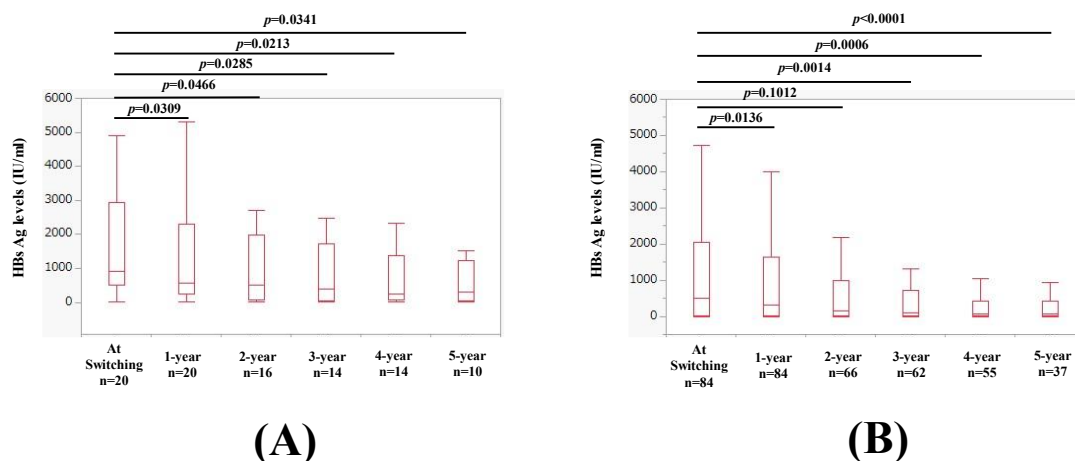 p=0.0341
p=0.0213
p=0.0285
p=0.0466
p=0.0309
HBs Ag levels (IU/ml)
6000
5000
4000
3000
2000
1000
0
At
Switching
n=20
1-year
n=20
2-year
n=16
3-year
n=14
4-year
n=14
5-year
n=10
(A)
p<0.0001
p=0.0006
p=0.0014
p=0.1012
p=0.0136
HBs Ag levels (IU/ml)
6000
5000
4000
3000
2000
1000
0
At
Switching
n=84
1-year
n=84
2-year
n=66
3-year
n=62
4-year
n=55
5-year
n=37
(B)